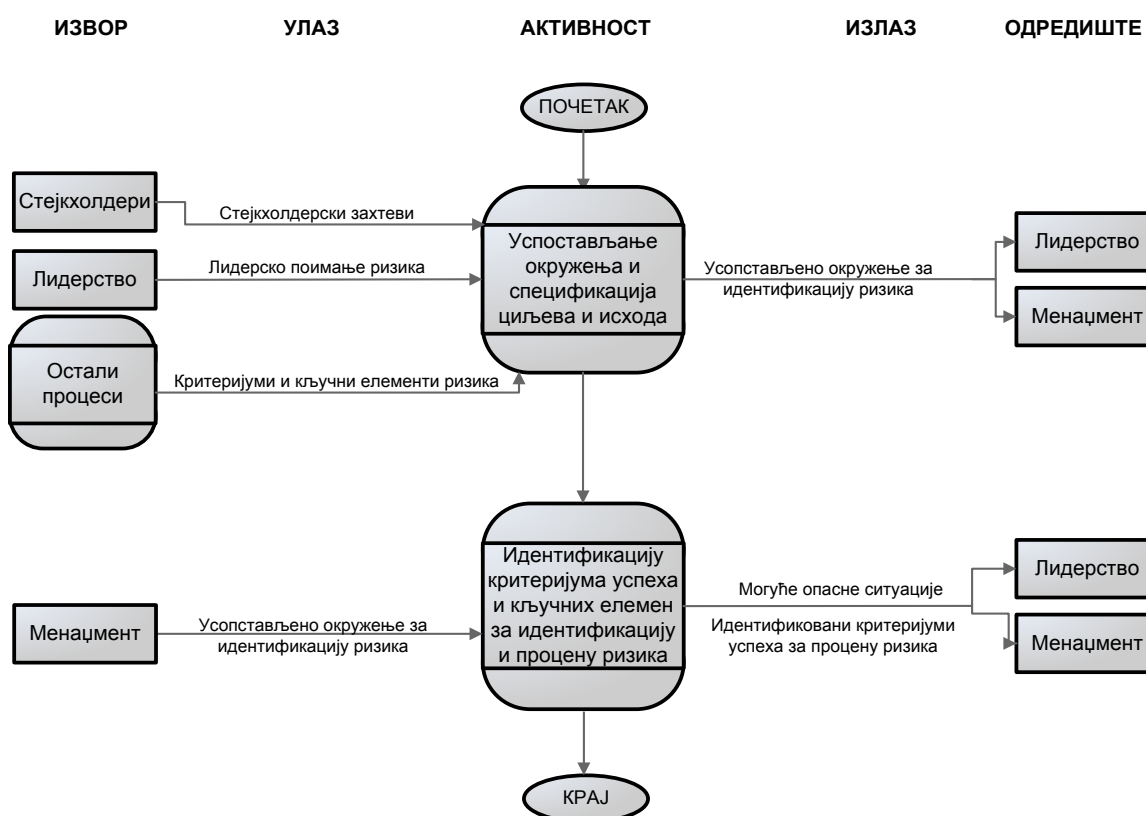 ИЗВОР УЛАЗ АКТИВНОСТ ИЗЛАЗ ОДРЕДИШТЕ
ПОЧЕТАК
Стејкхолдери
Стејкхолдерски захтеви
Лидерство
Лидерско поимање ризика
Остали
процеси
Критеријуми и кључни елементи ризика
Успостављање
окружења и
спецификација
циљева и исхода
Усопстављено окружење за
идентификацију ризика
Лидерство
Менаџмент
Менаџмент
Усопстављено окружење за
идентификацију ризика
Идентификацију
критеријума успеха
и кључних елемен
за идентификацију
и процену ризика
Могуће опасне ситуације
Идентификовани критеријуми
успеха за процену ризика
Лидерство
Менаџмент
КРАЈ